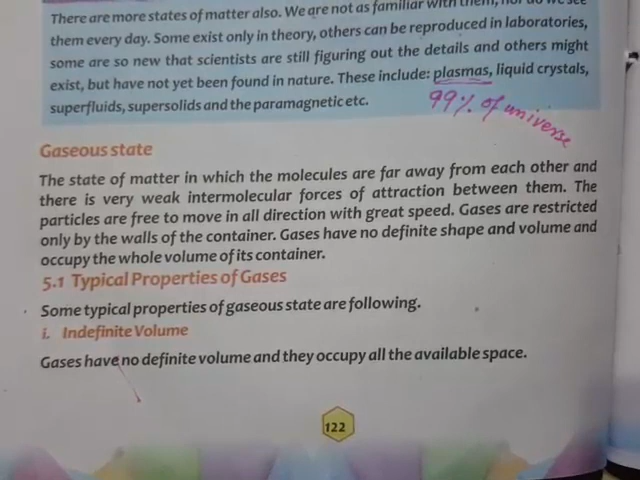 There are more states of matter also. We are not as familiar with them, nor do we see
them every day. Some exist only in theory, others can be reproduced in laboratories,
some are so new that scientists are still figuring out the details and others might
exist, but have not yet been found in nature. These include: plasmas, liquid crystals,
superfluids, supersolids and the paramagnetic etc.
99% of universe
Gaseous state
The state of matter in which the molecules are far away from each other and
there is very weak intermolecular forces of attraction between them. The
particles are free to move in all direction with great speed. Gases are restricted
only by the walls of the container. Gases have no definite shape and volume and
occupy the whole volume of its container.
5.1 Typical Properties of Gases
Some typical properties of gaseous state are following.
i. Indefinite Volume
Gases have no definite volume and they occupy all the available space.
122